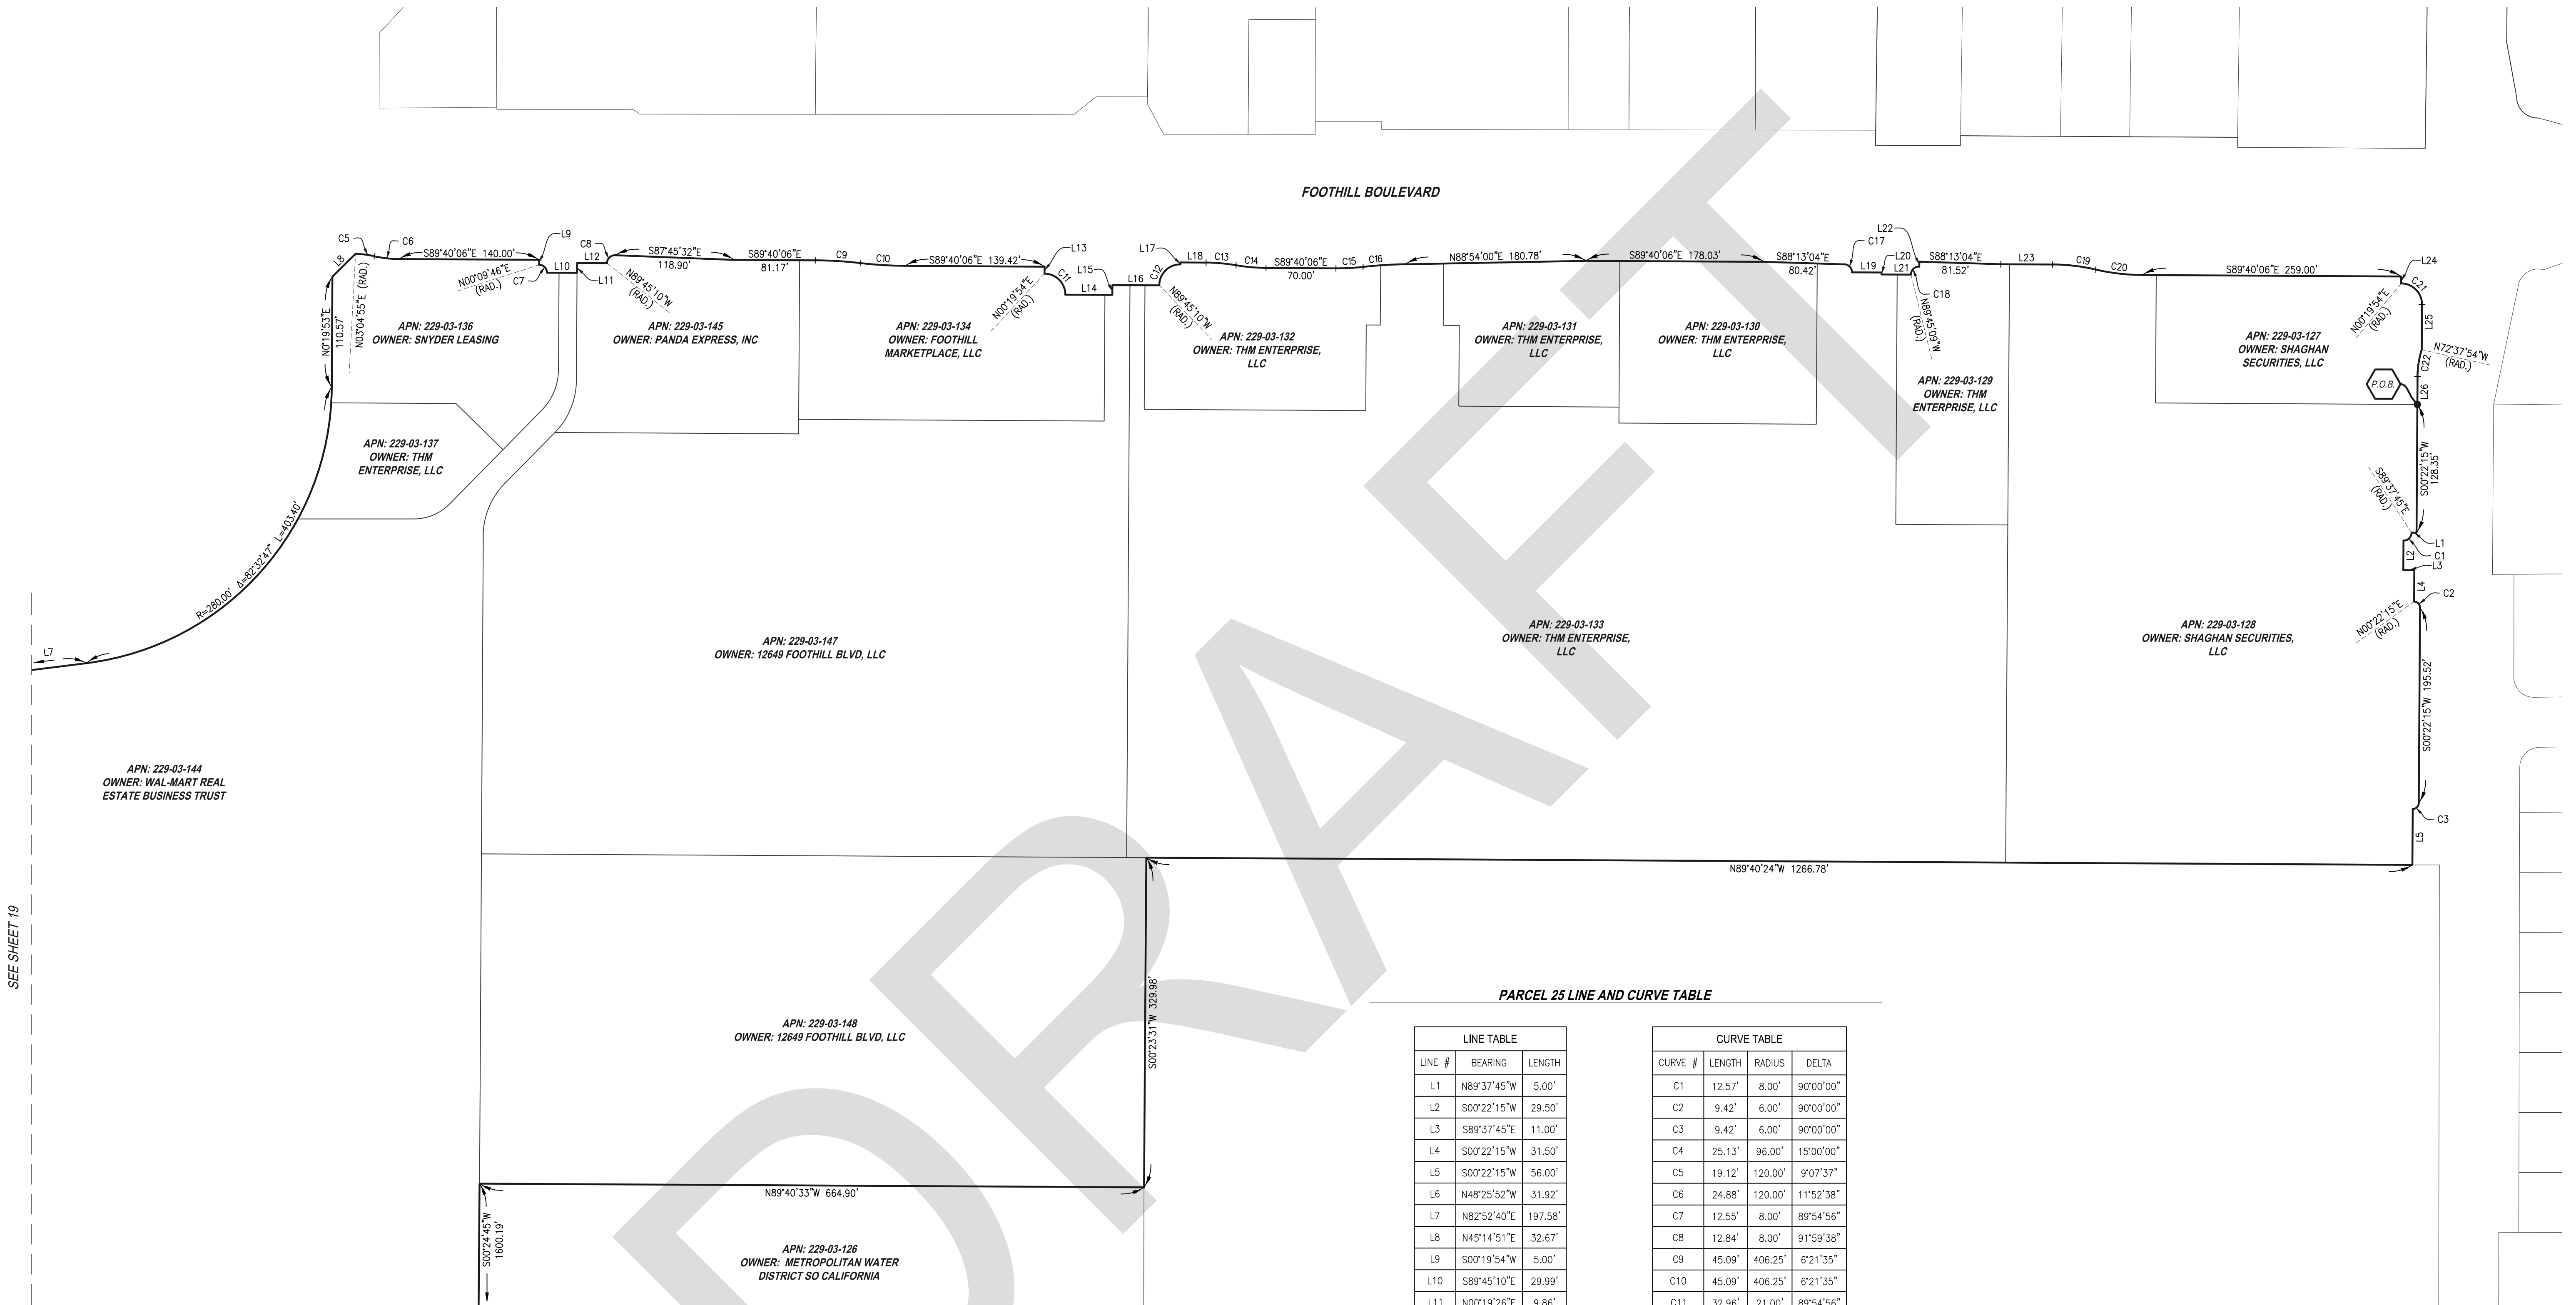 FOOTHILL BOULEVARD
C5
C6
L8
S89°40'06"E 140.00'
L9
N00°09'46"E
(RAD.)
C7
L10
L11
C8
L12
S87°45'32"E
118.90'
N89°45'10"W
(RAD.)
S89°40'06"E
81.17'
C9
C10
S89°40'06"E 139.42'
L13
N00°19'54"E
(RAD.)
C11
L14
L15
L16
C12
L17
N89°45'10"W
(RAD.)
L18
C13
C14
S89°40'06"E
70.00'
C15
C16
N88°54'00"E 180.78'
S89°40'06"E 178.03'
S88°13'04"E
80.42'
C17
L19
L20
L21
L22
C18
N89°45'09"W
(RAD.)
S88°13'04"E
81.52'
L23
C19
C20
S89°40'06"E 259.00'
L24
C21
N00°19'54"E
(RAD.)
L25
N72°37'54"W
(RAD.)
C22
L26
P.O.B.
N0°19'53"E
110.57'
N03°04'55"E (RAD.)
APN: 229-03-136
OWNER: SNYDER LEASING
APN: 229-03-145
OWNER: PANDA EXPRESS, INC
APN: 229-03-134
OWNER: FOOTHILL
MARKETPLACE, LLC
APN: 229-03-132
OWNER: THM ENTERPRISE,
LLC
APN: 229-03-131
OWNER: THM ENTERPRISE,
LLC
APN: 229-03-130
OWNER: THM ENTERPRISE,
LLC
APN: 229-03-129
OWNER: THM
ENTERPRISE, LLC
APN: 229-03-127
OWNER: SHAGHAN
SECURITIES, LLC
APN: 229-03-137
OWNER: THM
ENTERPRISE, LLC
R=280.00' Δ=82°32'47" L=403.40'
L7
S00°22'15"W
128.35'
S89°37'45"E
(RAD.)
L1
C1
L2
L3
L4
C2
N00°22'15"E
(RAD.)
S00°22'15"W 195.52'
C3
L5
APN: 229-03-147
OWNER: 12649 FOOTHILL BLVD, LLC
APN: 229-03-133
OWNER: THM ENTERPRISE,
LLC
APN: 229-03-128
OWNER: SHAGHAN SECURITIES,
LLC
APN: 229-03-144
OWNER: WAL-MART REAL
ESTATE BUSINESS TRUST
N89°40'24"W 1266.78'
SEE SHEET 19
S00°23'31"W 329.98'
APN: 229-03-148
OWNER: 12649 FOOTHILL BLVD, LLC
N89°40'33"W 664.90'
S00°24'45"W
1600.19'
APN: 229-03-126
OWNER: METROPOLITAN WATER
DISTRICT SO CALIFORNIA
DRAFT
PARCEL 25 LINE AND CURVE TABLE
LINE TABLE
LINE # BEARING LENGTH
L1 N89°37'45"W 5.00'
L2 S00°22'15"W 29.50'
L3 S89°37'45"E 11.00'
L4 S00°22'15"W 31.50'
L5 S00°22'15"W 56.00'
L6 N48°25'52"W 31.92'
L7 N82°52'40"E 197.58'
L8 N45°14'51"E 32.67'
L9 S00°19'54"W 5.00'
L10 S89°45'10"E 29.99'
L11 N00°19'26"E 9.86'
CURVE TABLE
CURVE # LENGTH RADIUS DELTA
C1 12.57' 8.00' 90°00'00"
C2 9.42' 6.00' 90°00'00"
C3 9.42' 6.00' 90°00'00"
C4 25.13' 96.00' 15°00'00"
C5 19.12' 120.00' 9°07'37"
C6 24.88' 120.00' 11°52'38"
C7 12.55' 8.00' 89°54'56"
C8 12.84' 8.00' 91°59'38"
C9 45.09' 406.25' 6°21'35"
C10 45.09' 406.25' 6°21'35"
C11 32.96' 21.00' 89°54'56"